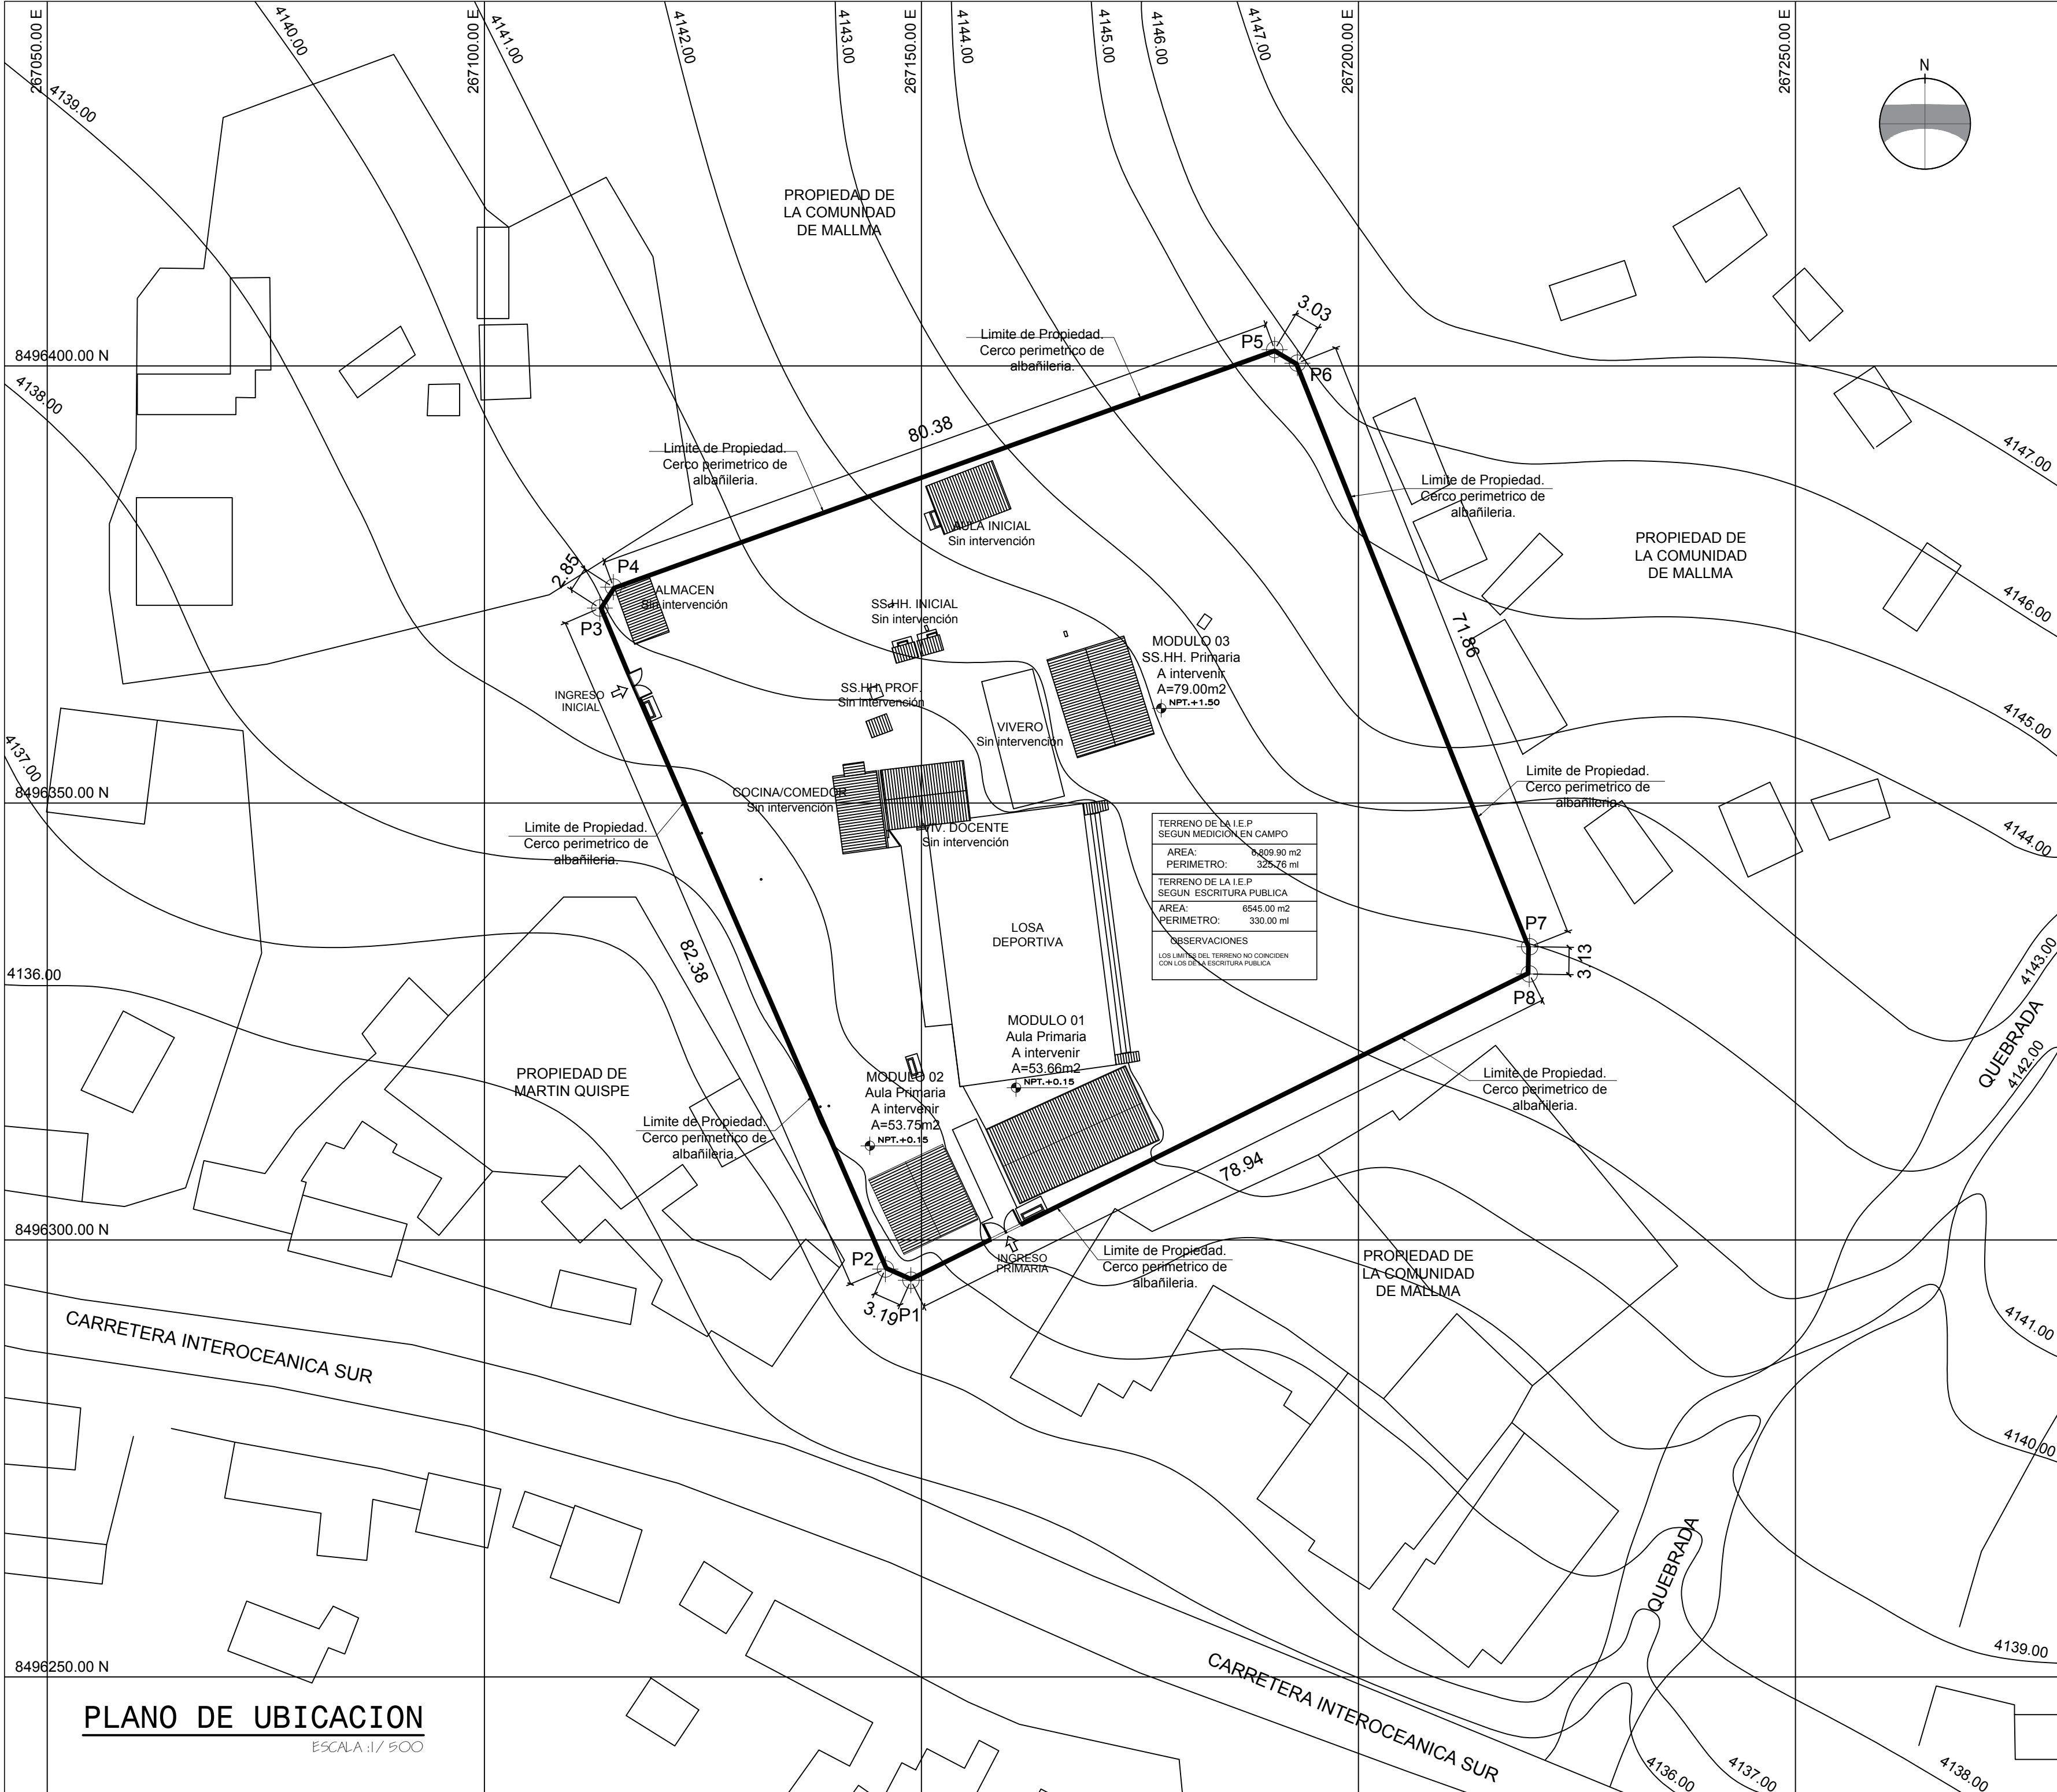 267050.00 E
4140.00
267100.00 E
4141.00
4142.00
4143.00
267150.00 E
4144.00
4145.00
4146.00
4147.00
267200.00 E
267250.00 E
N
4139.00
PROPIEDAD DE
LA COMUNIDAD
DE MALLMA
3.03
Limite de Propiedad.
Cerco perimetrico de
albañileria.
P5
P6
8496400.00 N
4138.00
80.38
Limite de Propiedad.
Cerco perimetrico de
albañileria.
4147.00
Limite de Propiedad.
Cerco perimetrico de
albañileria.
AULA INICIAL
Sin intervención
PROPIEDAD DE
LA COMUNIDAD
DE MALLMA
2.85
P4
P3
ALMACEN
Sin intervención
SS.HH. INICIAL
Sin intervención
4146.00
71.86
MODULO 03
SS.HH. Primaria
A intervenir
A=79.00m2
NPT.+1.50
INGRESO
INICIAL
SS.HH. PROF.
Sin intervención
VIVERO
Sin intervención
4145.00
4137.00
8496350.00 N
COCINA/COMEDOR
Sin intervención
Limite de Propiedad.
Cerco perimetrico de
albañileria.
Limite de Propiedad.
Cerco perimetrico de
albañileria.
VIV. DOCENTE
Sin intervención
4144.00
TERRENO DE LA I.E.P
SEGUN MEDICION EN CAMPO
AREA: 6,809.90 m2
PERIMETRO: 325.76 ml
TERRENO DE LA I.E.P
SEGUN ESCRITURA PUBLICA
AREA: 6545.00 m2
PERIMETRO: 330.00 ml
OBSERVACIONES
LOS LIMITES DEL TERRENO NO COINCIDEN
CON LOS DE LA ESCRITURA PUBLICA
LOSA
DEPORTIVA
P7
3.13
P8
82.38
4136.00
4143.00
QUEBRADA
4142.00
MODULO 01
Aula Primaria
A intervenir
A=53.66m2
NPT.+0.15
PROPIEDAD DE
MARTIN QUISPE
MODULO 02
Aula Primaria
A intervenir
A=53.75m2
NPT.+0.15
Limite de Propiedad.
Cerco perimetrico de
albañileria.
Limite de Propiedad.
Cerco perimetrico de
albañileria.
78.94
8496300.00 N
P2
3.19
P1
INGRESO
PRIMARIA
Limite de Propiedad.
Cerco perimetrico de
albañileria.
PROPIEDAD DE
LA COMUNIDAD
DE MALLMA
4141.00
CARRETERA INTEROCEANICA SUR
4140.00
QUEBRADA
4139.00
8496250.00 N
CARRETERA INTEROCEANICA SUR
PLANO DE UBICACION
ESCALA :1/ 500
4136.00
4137.00
4138.00